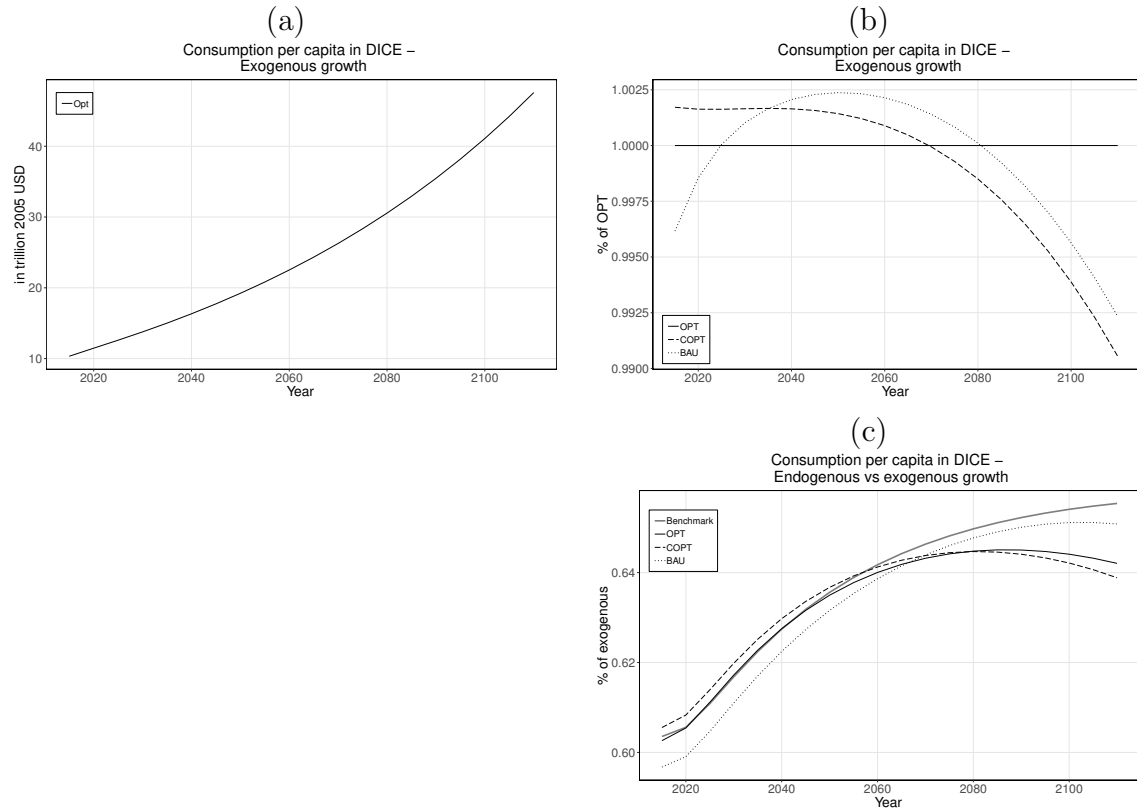 (a)
Consumption per capita in DICE –
Exogenous growth
Opt
in trillion 2005 USD
40
30
20
10
2020
2040
2060
2080
2100
Year
(b)
Consumption per capita in DICE –
Exogenous growth
% of OPT
1.0025
1.0000
0.9975
0.9950
0.9925
0.9900
OPT
COPT
BAU
2020
2040
2060
2080
2100
Year
(c)
Consumption per capita in DICE –
Endogenous vs exogenous growth
Benchmark
OPT
COPT
BAU
% of exogenous
0.64
0.62
0.60
2020
2040
2060
2080
2100
Year